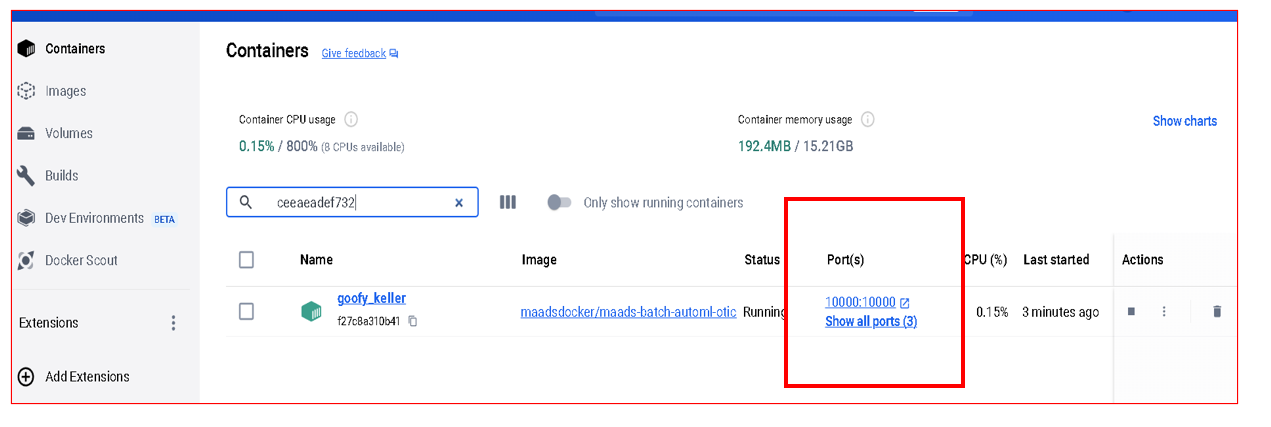 Containers
Images
Volumes
Builds
Dev Environments BETA
Docker Scout
Extensions
Add Extensions
Containers Give feedback
Container CPU usage
0.15% / 800% (8 CPUs available)
Container memory usage
192.4MB / 15.21GB
Show charts
ceeaeadef732
Only show running containers
Name Image Status Port(s) CPU (%) Last started Actions
goofy_keller
f27c8a310b41
maadsdocker/maads-batch-automl-otic
Running
10000:10000
Show all ports (3)
0.15%
3 minutes ago